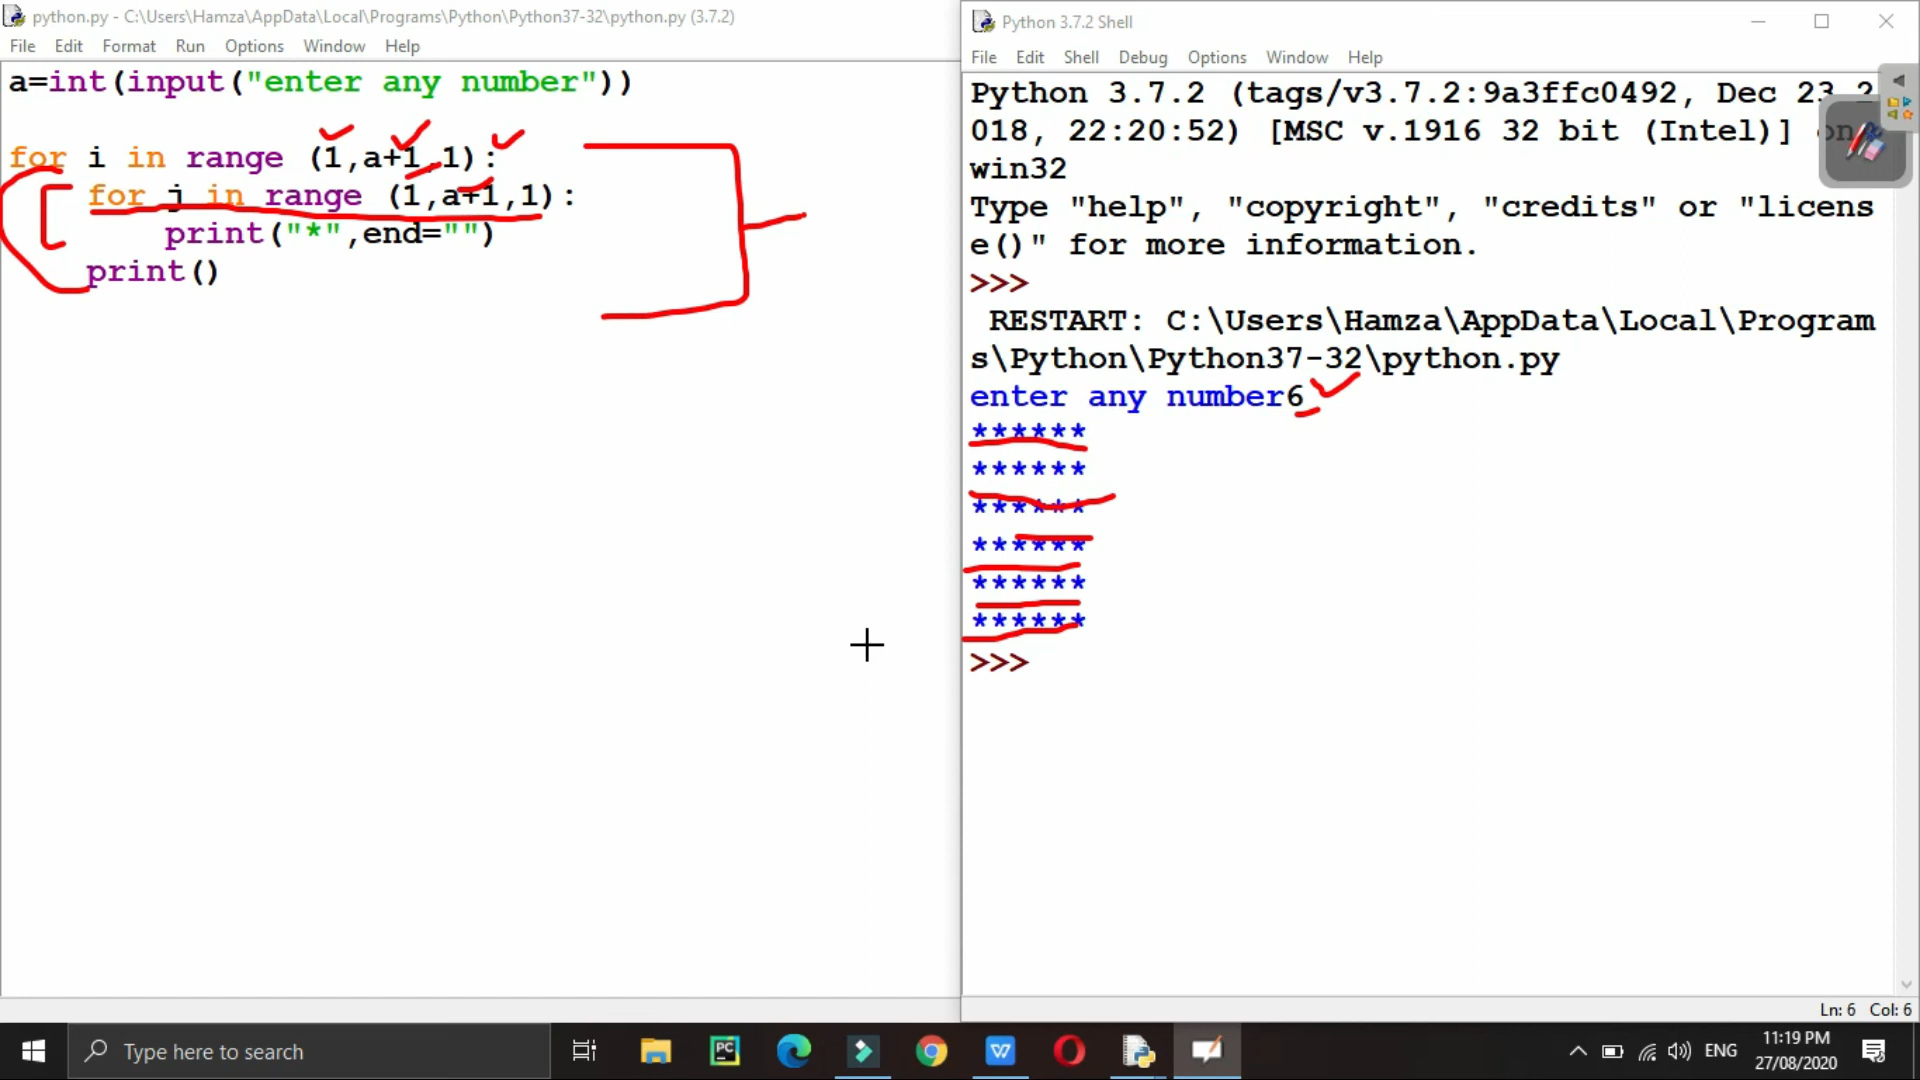 python.py - C:\Users\Hamza\AppData\Local\Programs\Python\Python37-32\python.py (3.7.2)
File Edit Format Run Options Window Help
a=int(input("enter any number"))
for i in range (1,a+1,1):
for j in range (1,a+1,1):
print("*",end="")
print()
Python 3.7.2 Shell
File Edit Shell Debug Options Window Help
Python 3.7.2 (tags/v3.7.2:9a3ffc0492, Dec 23 2
018, 22:20:52) [MSC v.1916 32 bit (Intel)] on
win32
Type "help", "copyright", "credits" or "licens
e()" for more information.
>>>
RESTART: C:\Users\Hamza\AppData\Local\Program
s\Python\Python37-32\python.py
enter any number6
******
******
******
******
******
******
>>>
Ln: 6 Col: 6
Type here to search
PC
W
ENG
11:19 PM
27/08/2020